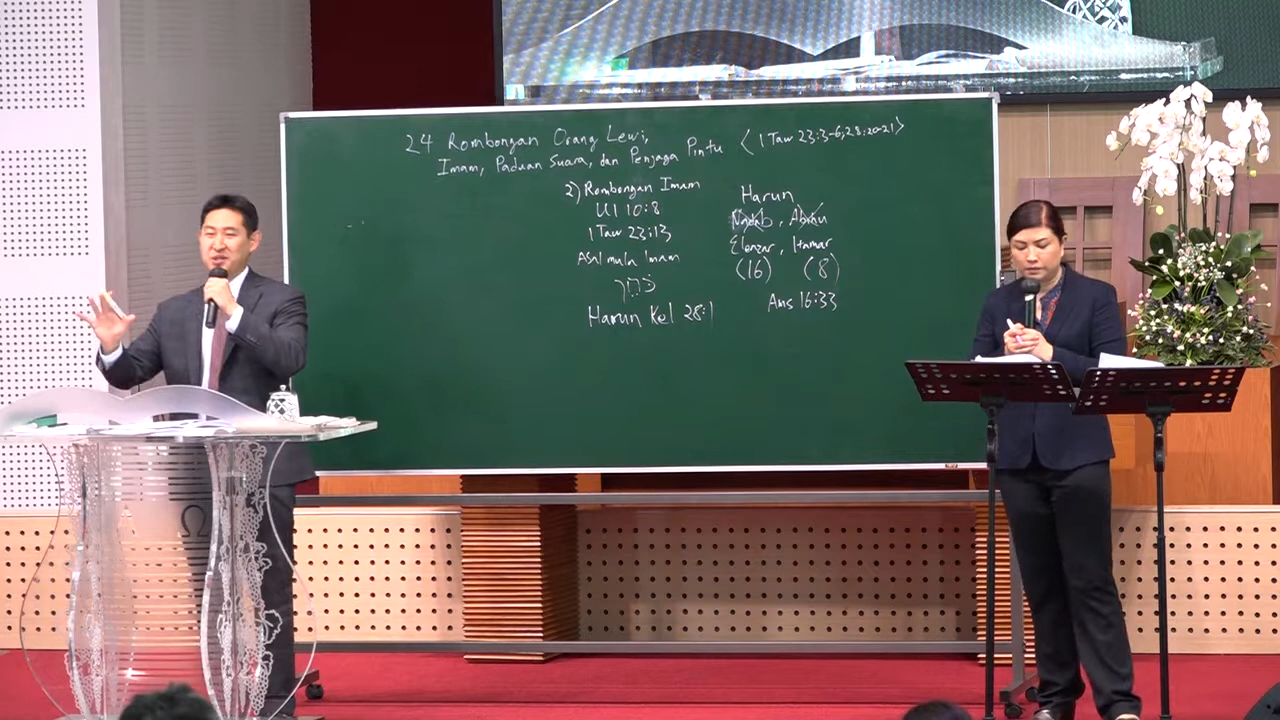 24 Rombongan Orang Lewi,
Imam, Paduan Suara, dan Penjaga Pintu < 1 Taw 23:3-6, 28:20-21 >
2) Rombongan Imam
Ul 10:8
1 Taw 23:13
Asal mula Imam
כֹּהֵן
Harun Kel 28:1
Harun
Nadab, Abihu
Eleazar, Itamar
(16) (8)
Ams 16:33
Ω